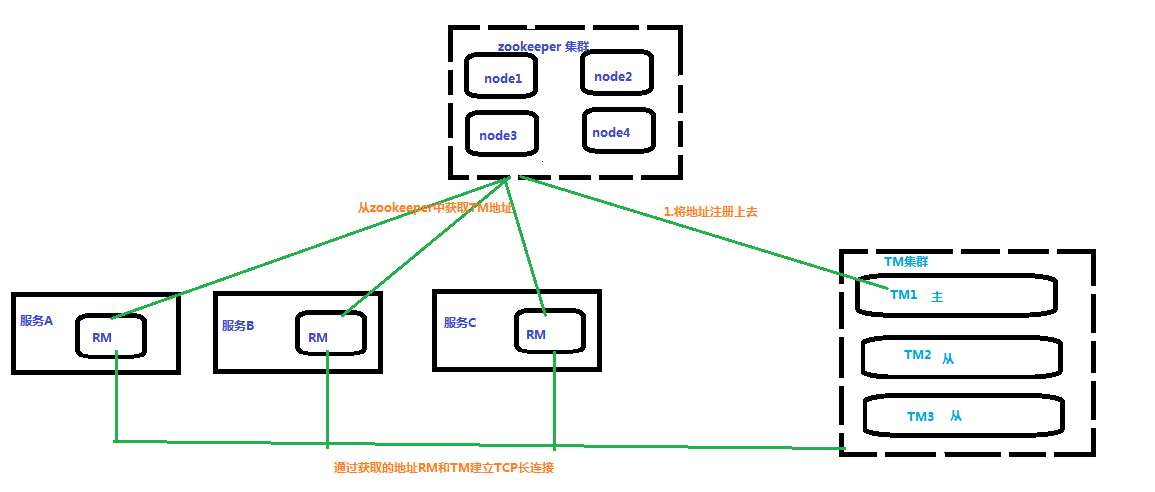 zookeeper 集群
node1
node2
node3
node4
从zookeeper中获取TM地址
1.将地址注册上去
TM集群
TM1 主
TM2 从
TM3 从
服务A
RM
服务B
RM
服务C
RM
通过获取的地址RM和TM建立TCP长连接